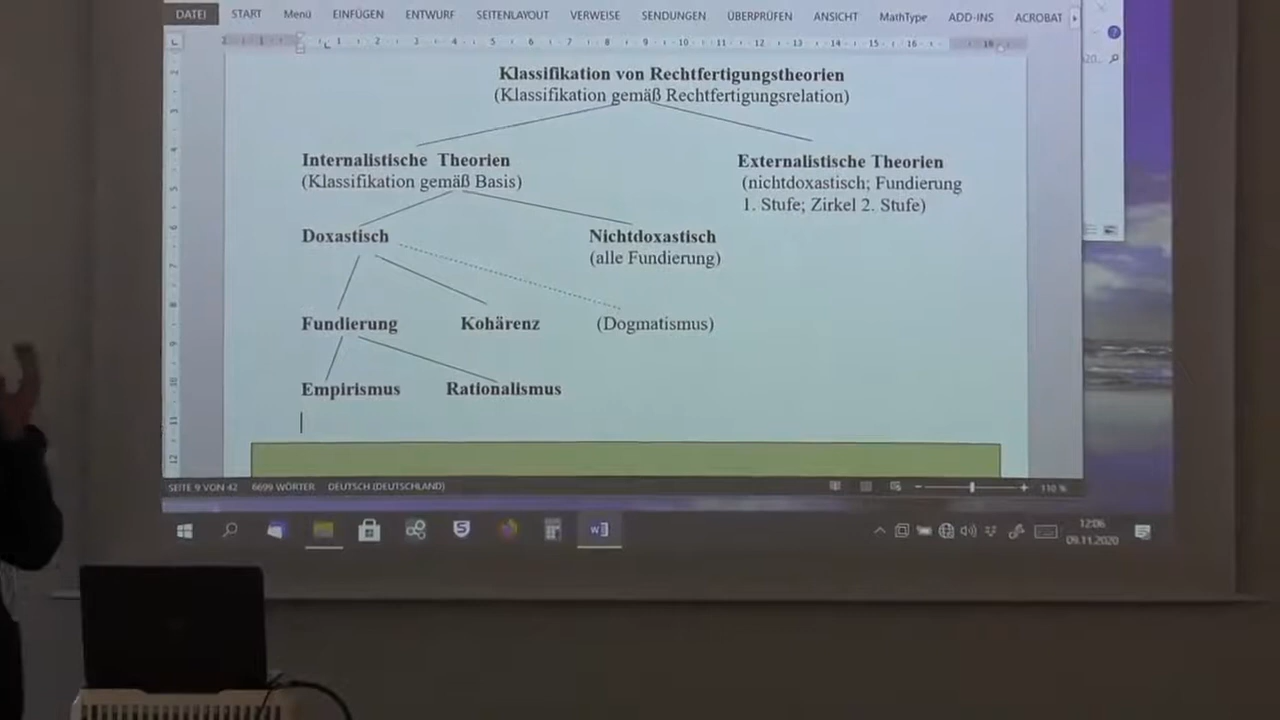 DATEI START Menü EINFÜGEN ENTWURF SEITENLAYOUT VERWEISE SENDUNGEN ÜBERPRÜFEN ANSICHT MathType ADD-INS ACROBAT
Klassifikation von Rechtfertigungstheorien
(Klassifikation gemäß Rechtfertigungsrelation)
Internalistische Theorien
(Klassifikation gemäß Basis)
Externalistische Theorien
(nichtdoxastisch; Fundierung
1. Stufe; Zirkel 2. Stufe)
Doxastisch
Nichtdoxastisch
(alle Fundierung)
Fundierung Kohärenz (Dogmatismus)
Empirismus Rationalismus
SEITE 9 VON 42 6699 WÖRTER DEUTSCH (DEUTSCHLAND) 110 %
12:06
09.11.2020